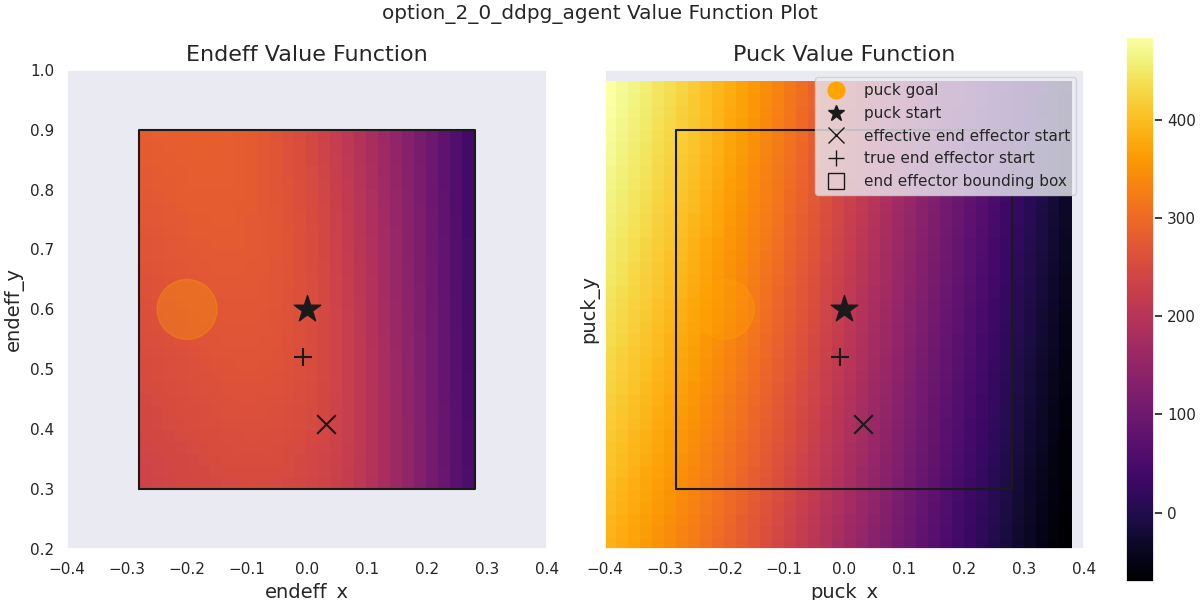 option_2_0_ddpg_agent Value Function Plot
Endeff Value Function
1.0
0.9
0.8
0.7
0.6
0.5
0.4
0.3
0.2
endeff_y
−0.4 −0.3 −0.2 −0.1 0.0 0.1 0.2 0.3 0.4
endeff_x
Puck Value Function
puck goal
puck start
effective end effector start
true end effector start
end effector bounding box
puck_y
−0.4 −0.3 −0.2 −0.1 0.0 0.1 0.2 0.3 0.4
puck_x
400
300
200
100
0